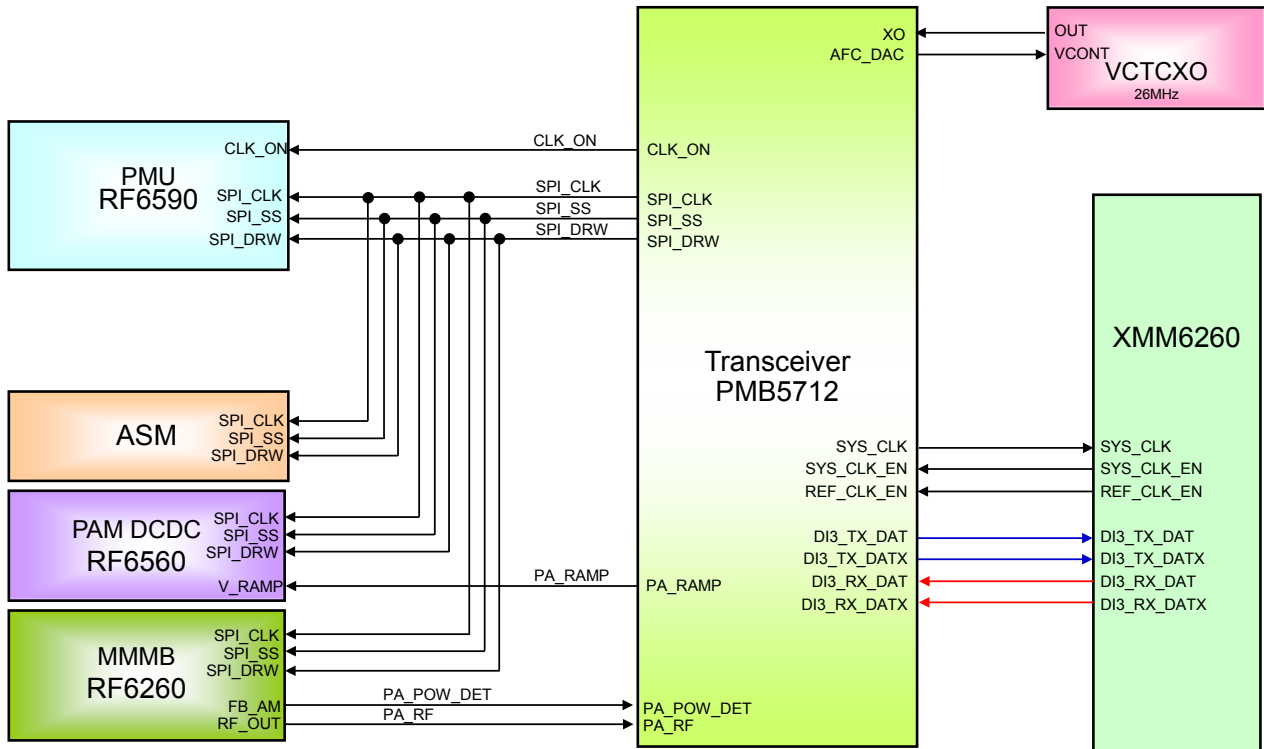 XO
AFC_DAC
OUT
VCONT
VCTCXO
26MHz
CLK_ON
PMU
RF6590
SPI_CLK
SPI_SS
SPI_DRW
CLK_ON
SPI_CLK
SPI_SS
SPI_DRW
CLK_ON
SPI_CLK
SPI_SS
SPI_DRW
Transceiver
PMB5712
XMM6260
ASM
SPI_CLK
SPI_SS
SPI_DRW
SYS_CLK
SYS_CLK_EN
REF_CLK_EN
DI3_TX_DAT
DI3_TX_DATX
DI3_RX_DAT
DI3_RX_DATX
SYS_CLK
SYS_CLK_EN
REF_CLK_EN
DI3_TX_DAT
DI3_TX_DATX
DI3_RX_DAT
DI3_RX_DATX
PAM DCDC
RF6560
SPI_CLK
SPI_SS
SPI_DRW
V_RAMP
PA_RAMP
PA_RAMP
MMMB
RF6260
SPI_CLK
SPI_SS
SPI_DRW
FB_AM
RF_OUT
PA_POW_DET
PA_RF
PA_POW_DET
PA_RF